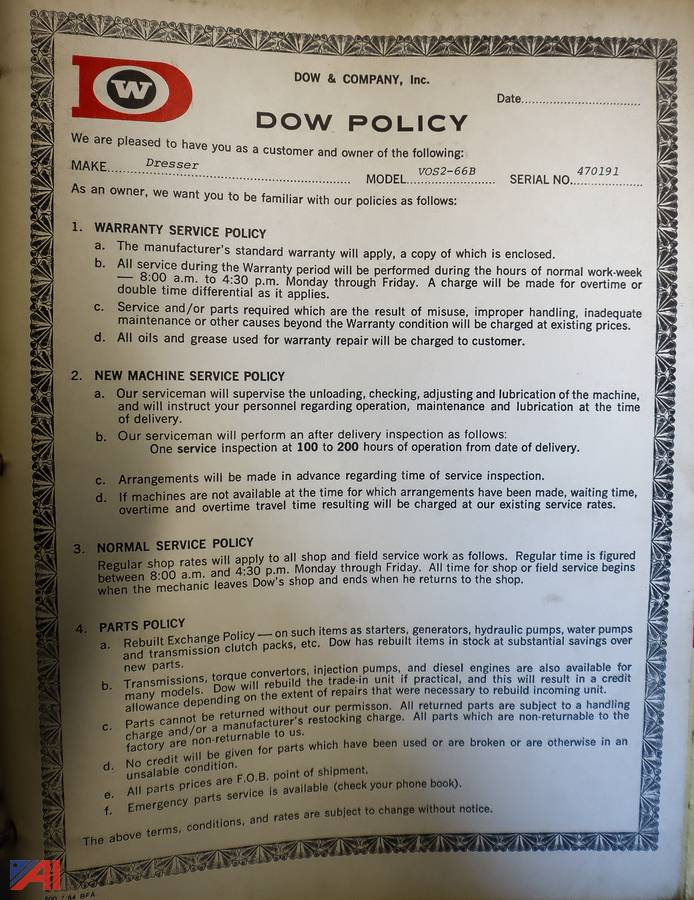 W
DOW & COMPANY, Inc.
Date
DOW POLICY
We are pleased to have you as a customer and owner of the following:
MAKE Dresser MODEL VOS2-66B SERIAL NO. 470191
As an owner, we want you to be familiar with our policies as follows:
1. WARRANTY SERVICE POLICY
a. The manufacturer's standard warranty will apply, a copy of which is enclosed.
b. All service during the Warranty period will be performed during the hours of normal work-week
— 8:00 a.m. to 4:30 p.m. Monday through Friday. A charge will be made for overtime or
double time differential as it applies.
c. Service and/or parts required which are the result of misuse, improper handling, inadequate
maintenance or other causes beyond the Warranty condition will be charged at existing prices.
d. All oils and grease used for warranty repair will be charged to customer.
2. NEW MACHINE SERVICE POLICY
a. Our serviceman will supervise the unloading, checking, adjusting and lubrication of the machine,
and will instruct your personnel regarding operation, maintenance and lubrication at the time
of delivery.
b. Our serviceman will perform an after delivery inspection as follows:
One service inspection at 100 to 200 hours of operation from date of delivery.
c. Arrangements will be made in advance regarding time of service inspection.
d. If machines are not available at the time for which arrangements have been made, waiting time,
overtime and overtime travel time resulting will be charged at our existing service rates.
3. NORMAL SERVICE POLICY
Regular shop rates will apply to all shop and field service work as follows. Regular time is figured
between 8:00 a.m. and 4:30 p.m. Monday through Friday. All time for shop or field service begins
when the mechanic leaves Dow's shop and ends when he returns to the shop.
4. PARTS POLICY
a. Rebuilt Exchange Policy — on such items as starters, generators, hydraulic pumps, water pumps
and transmission clutch packs, etc. Dow has rebuilt items in stock at substantial savings over
new parts.
b. Transmissions, torque convertors, injection pumps, and diesel engines are also available for
many models. Dow will rebuild the trade-in unit if practical, and this will result in a credit
allowance depending on the extent of repairs that were necessary to rebuild incoming unit.
c. Parts cannot be returned without our permisson. All returned parts are subject to a handling
charge and/or a manufacturer's restocking charge. All parts which are non-returnable to the
factory are non-returnable to us.
d. No credit will be given for parts which have been used or are broken or are otherwise in an
unsalable condition.
e. All parts prices are F.O.B. point of shipment.
f. Emergency parts service is available (check your phone book).
The above terms, conditions, and rates are subject to change without notice.
AI
500 7/84 BFA